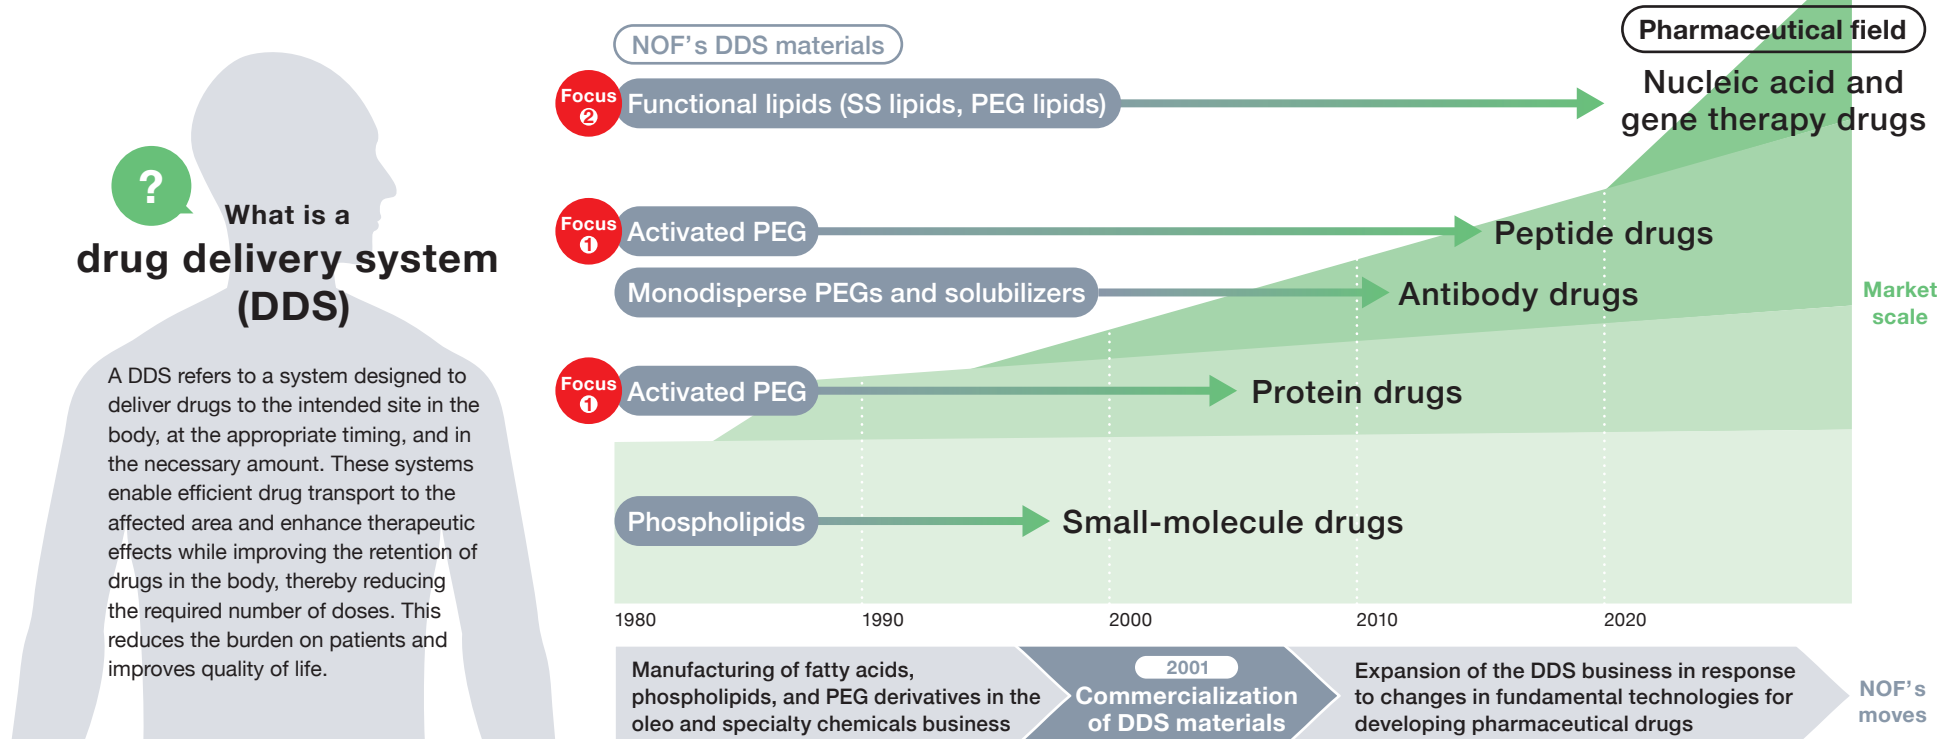 ?
What is a
drug delivery system
(DDS)
A DDS refers to a system designed to
deliver drugs to the intended site in the
body, at the appropriate timing, and in
the necessary amount. These systems
enable efficient drug transport to the
affected area and enhance therapeutic
effects while improving the retention of
drugs in the body, thereby reducing
the required number of doses. This
reduces the burden on patients and
improves quality of life.
NOF's DDS materials
Pharmaceutical field
Focus
2
Functional lipids (SS lipids, PEG lipids)
Nucleic acid and
gene therapy drugs
Focus
1
Activated PEG
Peptide drugs
Monodisperse PEGs and solubilizers
Antibody drugs
Market
scale
Focus
1
Activated PEG
Protein drugs
Phospholipids
Small-molecule drugs
1980
1990
2000
2010
2020
Manufacturing of fatty acids,
phospholipids, and PEG derivatives in the
oleo and specialty chemicals business
2001
Commercialization
of DDS materials
Expansion of the DDS business in response
to changes in fundamental technologies for
developing pharmaceutical drugs
NOF's
moves